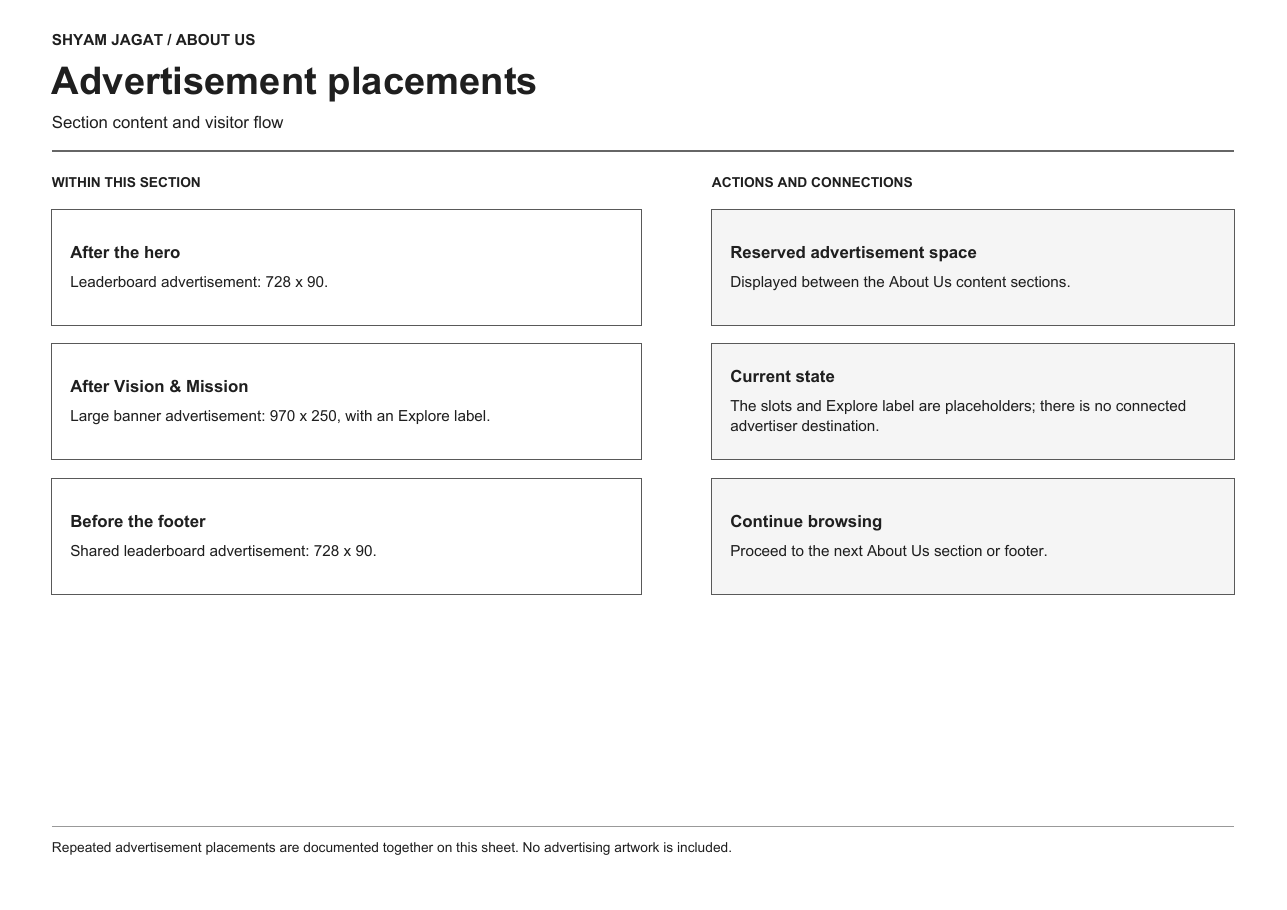 SHYAM JAGAT / ABOUT US
Advertisement placements
Section content and visitor flow
WITHIN THIS SECTION
After the hero
Leaderboard advertisement: 728 x 90.
After Vision & Mission
Large banner advertisement: 970 x 250, with an Explore label.
Before the footer
Shared leaderboard advertisement: 728 x 90.
ACTIONS AND CONNECTIONS
Reserved advertisement space
Displayed between the About Us content sections.
Current state
The slots and Explore label are placeholders; there is no connected
advertiser destination.
Continue browsing
Proceed to the next About Us section or footer.
Repeated advertisement placements are documented together on this sheet. No advertising artwork is included.